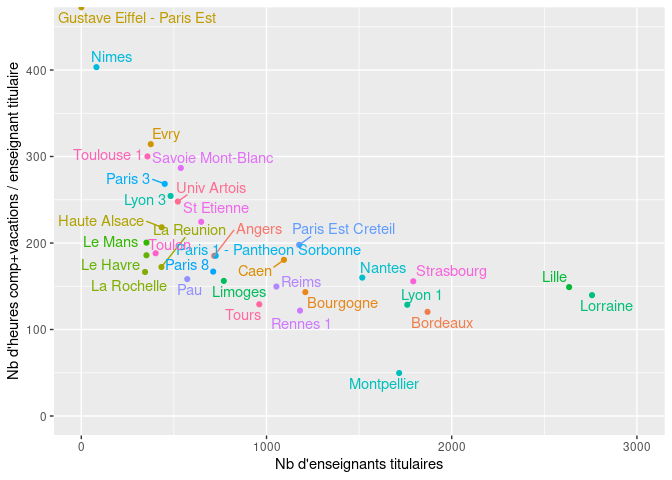 Gustave Eiffel - Paris Est
Nimes
400
Evry
Toulouse 1
Savoie Mont-Blanc
300
Paris 3
Univ Artois
Lyon 3
St Etienne
Haute Alsace
La Reunion
Angers
Paris Est Creteil
Le Mans
Toulon
Paris 1 - Pantheon Sorbonne
200
Le Havre
Paris 8
Caen
Nantes
Strasbourg
Lille
La Rochelle
Pau
Limoges
Reims
Bourgogne
Lyon 1
Lorraine
Tours
Rennes 1
Bordeaux
100
Montpellier
0
0
1000
2000
3000
Nb d'enseignants titulaires
Nb d'heures comp+vacations / enseignant titulaire